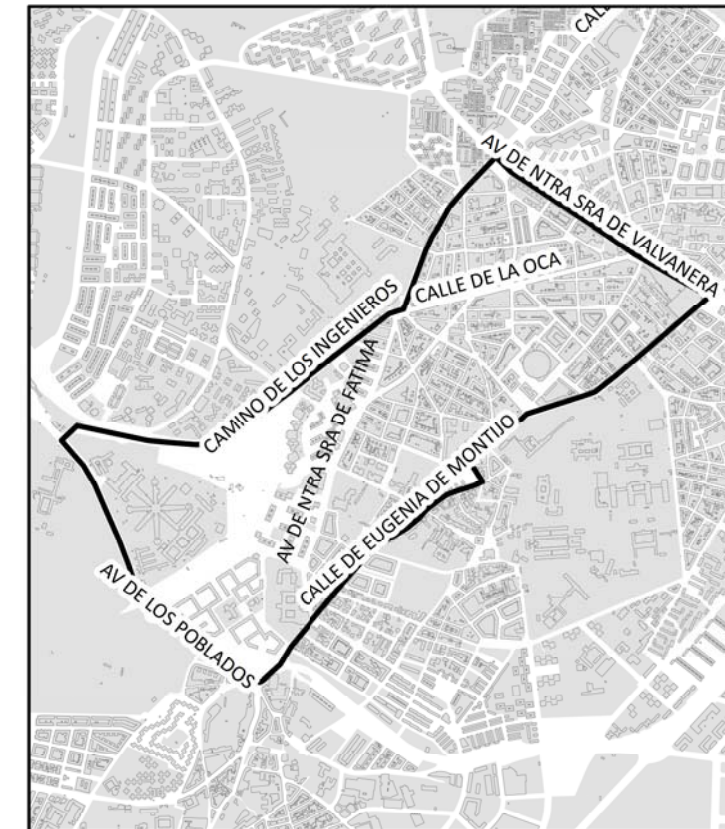 CALL
AV DE NTRA SRA DE VALVANERA
CALLE DE LA OCA
CAMINO DE LOS INGENIEROS
AV DE NTRA SRA DE FATIMA
CALLE DE EUGENIA DE MONTIJO
AV DE LOS POBLADOS